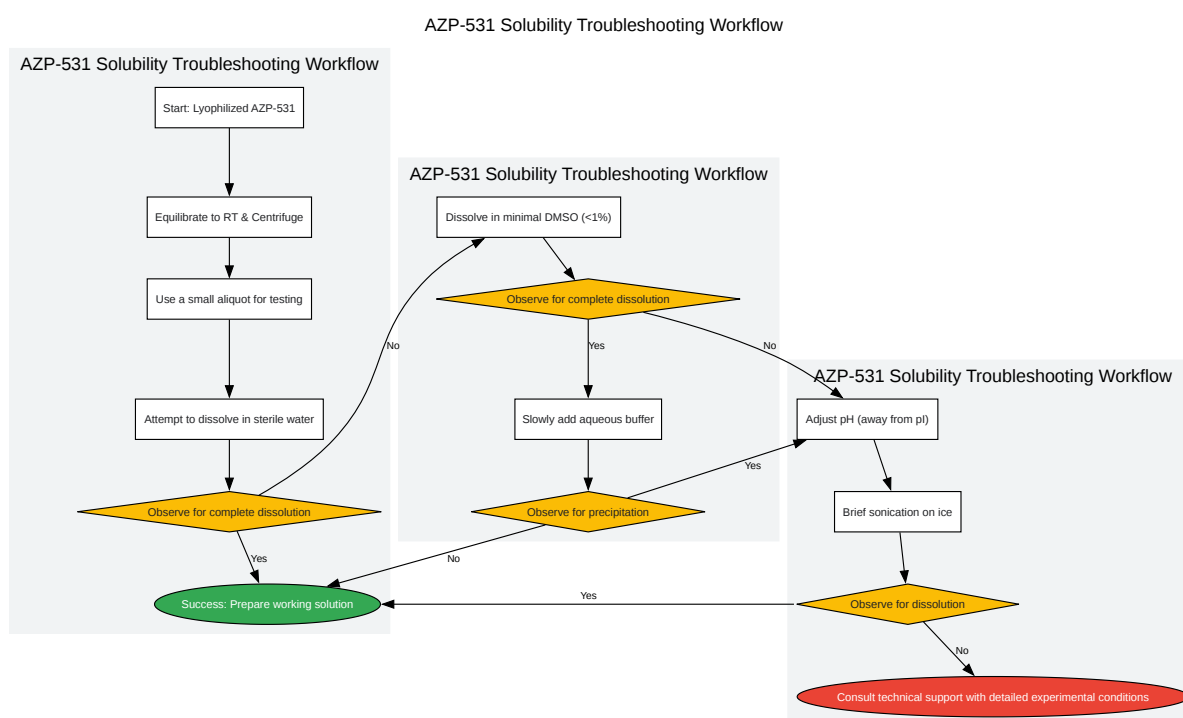 AZP-531 Solubility Troubleshooting Workflow
AZP-531 Solubility Troubleshooting Workflow
Start: Lyophilized AZP-531
Equilibrate to RT & Centrifuge
Use a small aliquot for testing
Attempt to dissolve in sterile water
Observe for complete dissolution
Yes
No
Success: Prepare working solution
AZP-531 Solubility Troubleshooting Workflow
Dissolve in minimal DMSO (<1%)
Observe for complete dissolution
Yes
No
Slowly add aqueous buffer
Observe for precipitation
Yes
No
AZP-531 Solubility Troubleshooting Workflow
Adjust pH (away from pI)
Brief sonication on ice
Observe for dissolution
Yes
No
Consult technical support with detailed experimental conditions